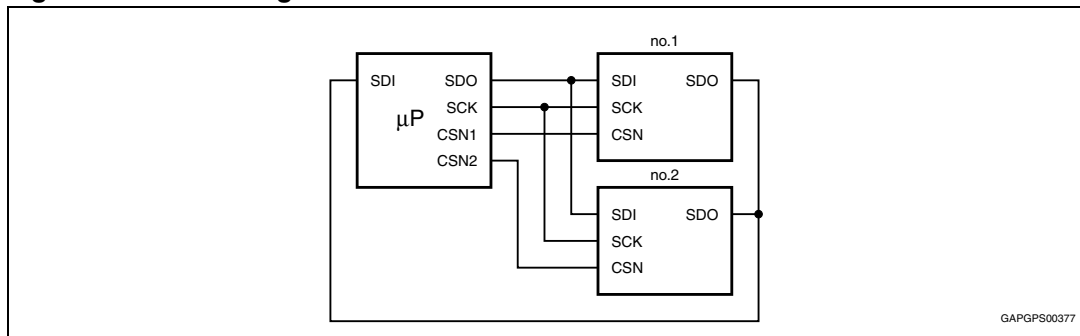 no.1
SDI SDO
SCK
μP
CSN1
CSN2
SDI SDO
SCK
CSN
no.2
SDI SDO
SCK
CSN
GAPGPS00377